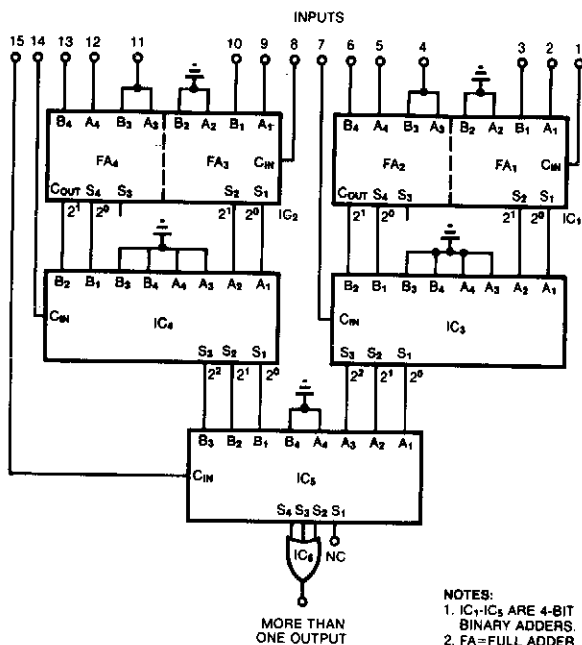 INPUTS
15 14 13 12 11 10 9 8 7 6 5 4 3 2 1
B4 A4 B3 A3 B2 A2 B1 A1 B4 A4 B3 A3 B2 A2 B1 A1
FA4 FA3 CIN FA2 FA1 CIN
COUT S4 S3 S2 S1 COUT S4 S3 S2 S1
2¹ 2⁰ 2¹ 2⁰ IC2 2¹ 2⁰ 2¹ 2⁰ IC1
B2 B1 B3 B4 A4 A3 A2 A1 B2 B1 B3 B4 A4 A3 A2 A1
CIN IC4 CIN IC3
S3 S2 S1 S3 S2 S1
2² 2¹ 2⁰ 2² 2¹ 2⁰
B3 B2 B1 B4 A4 A3 A2 A1
CIN IC5
S4 S3 S2 S1
IC6 NC
MORE THAN
ONE OUTPUT
NOTES:
1. IC1-IC5 ARE 4-BIT
BINARY ADDERS.
2. FA=FULL ADDER